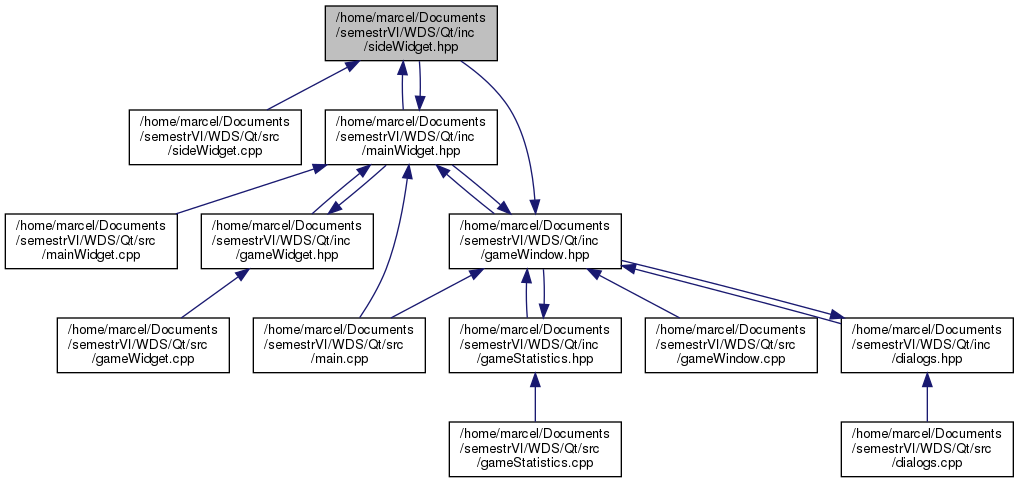 /home/marcel/Documents
/semestrVI/WDS/Qt/inc
/sideWidget.hpp
/home/marcel/Documents
/semestrVI/WDS/Qt/src
/sideWidget.cpp
/home/marcel/Documents
/semestrVI/WDS/Qt/inc
/mainWidget.hpp
/home/marcel/Documents
/semestrVI/WDS/Qt/src
/mainWidget.cpp
/home/marcel/Documents
/semestrVI/WDS/Qt/inc
/gameWidget.hpp
/home/marcel/Documents
/semestrVI/WDS/Qt/inc
/gameWindow.hpp
/home/marcel/Documents
/semestrVI/WDS/Qt/src
/gameWidget.cpp
/home/marcel/Documents
/semestrVI/WDS/Qt/src
/main.cpp
/home/marcel/Documents
/semestrVI/WDS/Qt/inc
/gameStatistics.hpp
/home/marcel/Documents
/semestrVI/WDS/Qt/src
/gameWindow.cpp
/home/marcel/Documents
/semestrVI/WDS/Qt/inc
/dialogs.hpp
/home/marcel/Documents
/semestrVI/WDS/Qt/src
/gameStatistics.cpp
/home/marcel/Documents
/semestrVI/WDS/Qt/src
/dialogs.cpp